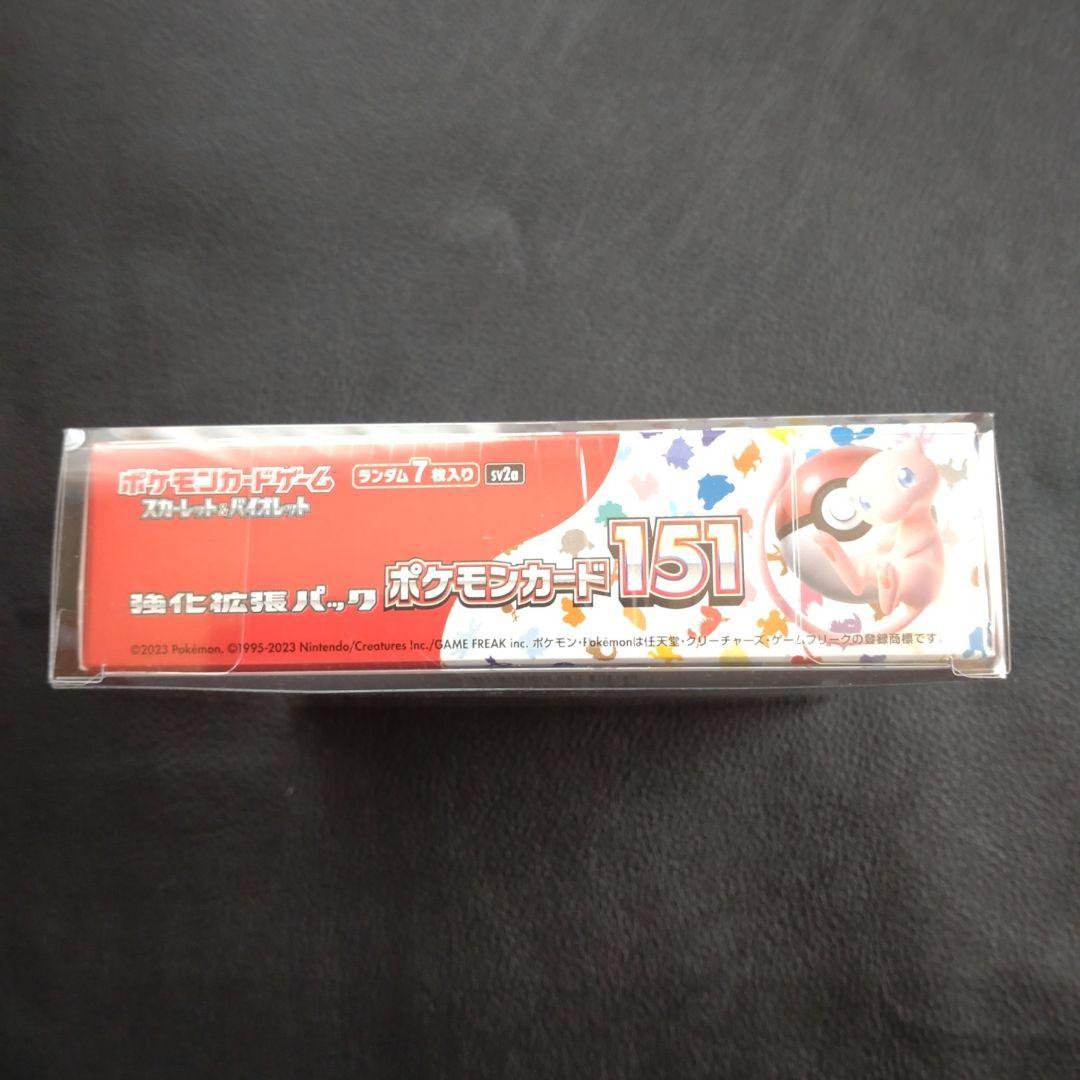 ポケモンカードゲーム
スカーレット&バイオレット
ランダム7枚入り
sv2a
強化拡張パック
ポケモンカード151
©2023 Pokémon. ©1995-2023 Nintendo/Creatures Inc./GAME FREAK inc. ポケモン・Pokémonは任天堂・クリーチャーズ・ゲームフリークの登録商標です。